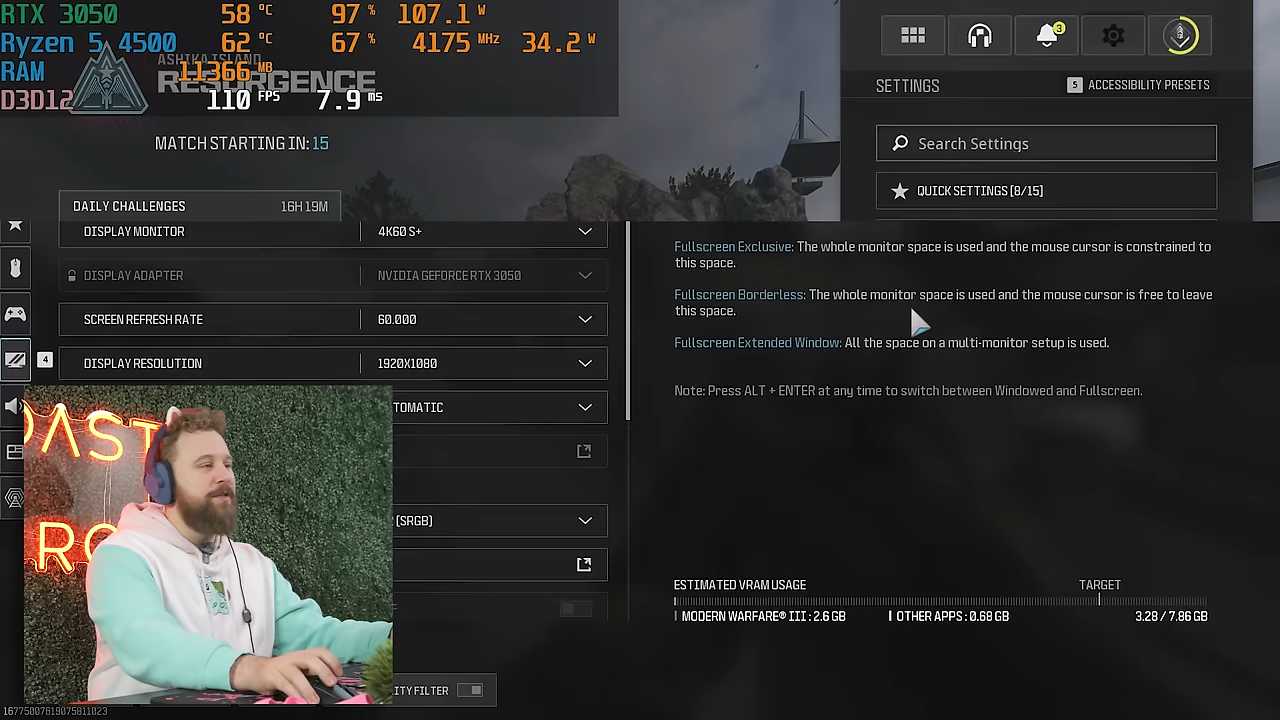 RTX 3050 58 °C 97 % 107.1 W
Ryzen 5 4500 62 °C 67 % 4175 MHz 34.2 W
RAM 11366 MB
D3D12 110 FPS 7.9 ms
ASHIKA ISLAND
RESURGENCE
MATCH STARTING IN: 15
3
SETTINGS
5 ACCESSIBILITY PRESETS
Search Settings
QUICK SETTINGS [8/15]
DAILY CHALLENGES 16H 19M
DISPLAY MONITOR 4K60 S+
DISPLAY ADAPTER NVIDIA GEFORCE RTX 3050
SCREEN REFRESH RATE 60.000
4 DISPLAY RESOLUTION 1920X1080
TOMATIC
(SRGB)
ITY FILTER
Fullscreen Exclusive: The whole monitor space is used and the mouse cursor is constrained to
this space.
Fullscreen Borderless: The whole monitor space is used and the mouse cursor is free to leave
this space.
Fullscreen Extended Window: All the space on a multi-monitor setup is used.
Note: Press ALT + ENTER at any time to switch between Windowed and Fullscreen.
ESTIMATED VRAM USAGE TARGET
MODERN WARFARE® III : 2.6 GB OTHER APPS : 0.68 GB 3.28 / 7.86 GB
OAST
RO
16775007619075811023